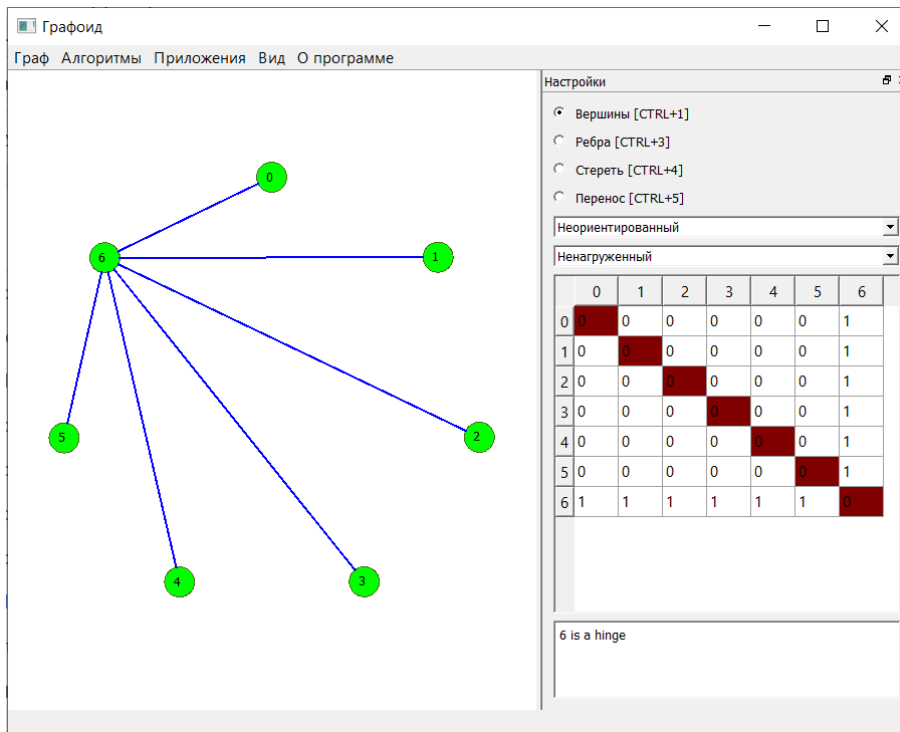 Графоид
Граф Алгоритмы Приложения Вид О программе
Настройки
Вершины [CTRL+1]
Ребра [CTRL+3]
Стереть [CTRL+4]
Перенос [CTRL+5]
Неориентированный
Ненагруженный
0 1 2 3 4 5 6
0 0 0 0 0 0 0 1
1 0 0 0 0 0 0 1
2 0 0 0 0 0 0 1
3 0 0 0 0 0 0 1
4 0 0 0 0 0 0 1
5 0 0 0 0 0 0 1
6 1 1 1 1 1 1 0
6 is a hinge
0
6
1
5
2
4
3